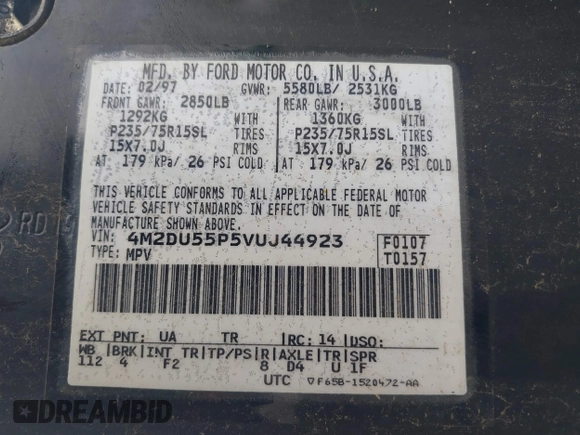 MFD. BY FORD MOTOR CO. IN U.S.A.
DATE: 02/97 GVWR: 5580LB/ 2531KG
FRONT GAWR: 2850LB REAR GAWR: 3000LB
1292KG WITH 1360KG WITH
P235/75R15SL TIRES P235/75R15SL TIRES
15X7.0J RIMS 15X7.0J RIMS
AT 179 kPa/ 26 PSI COLD AT 179 kPa/ 26 PSI COLD
THIS VEHICLE CONFORMS TO ALL APPLICABLE FEDERAL MOTOR
VEHICLE SAFETY STANDARDS IN EFFECT ON THE DATE OF
MANUFACTURE SHOWN ABOVE.
VIN: 4M2DU55P5VUJ44923 F0107
TYPE: MPV T0157
EXT PNT: UA TR RC: 14 DSO:
WB BRK INT TR TP/PS R AXLE TR SPR
112 4 F2 8 D4 U 1F
UTC ▽F65B-1520472-AA
RD
DREAMBID